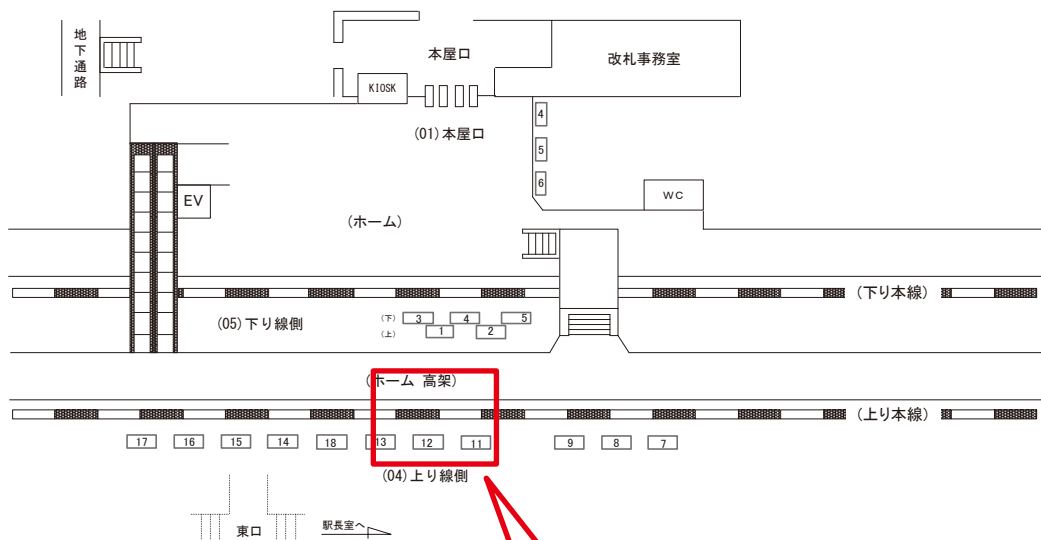 地下通路
本屋口
改札事務室
KIOSK
(01)本屋口
4
5
6
EV
WC
(ホーム)
(下り本線)
(05)下り線側
(下) 3 4 5
(上) 1 2
(ホーム 高架)
(上り本線)
17 16 15 14 18 13 12 11 9 8 7
(04)上り線側
東口
駅長室へ